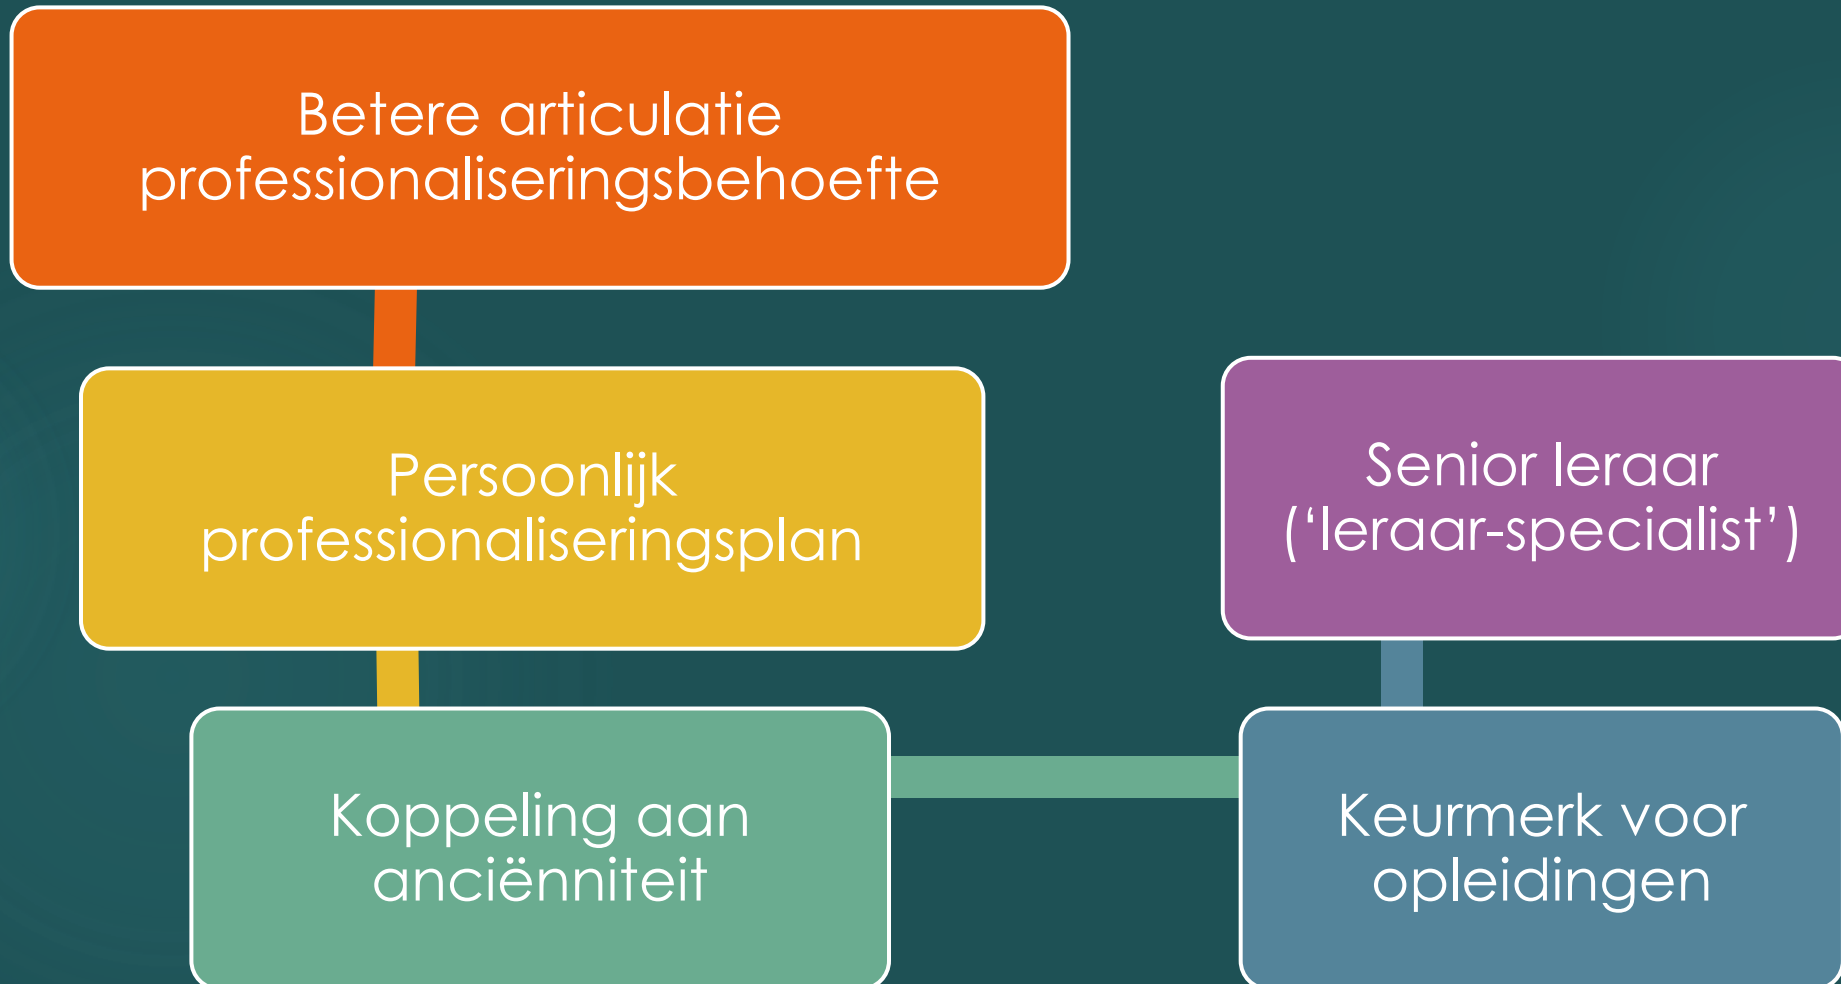 Betere articulatie
professionaliseringsbehoefte
Persoonlijk
professionaliseringsplan
Koppeling aan
anciënniteit
Keurmerk voor
opleidingen
Senior leraar
(‘leraar-specialist’)